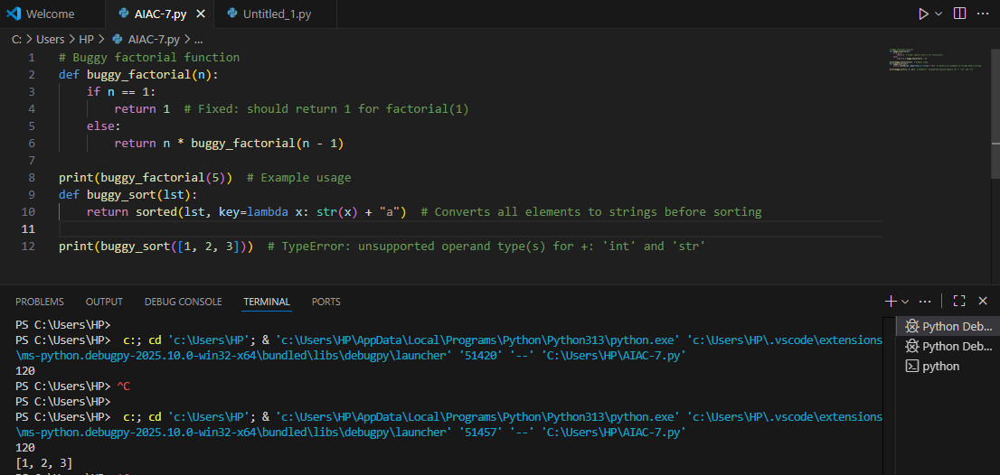 Welcome
AIAC-7.py
Untitled_1.py
C: > Users > HP > AIAC-7.py > ...
1 # Buggy factorial function
2 def buggy_factorial(n):
3     if n == 1:
4         return 1  # Fixed: should return 1 for factorial(1)
5     else:
6         return n * buggy_factorial(n - 1)
7
8 print(buggy_factorial(5))  # Example usage
9 def buggy_sort(lst):
10     return sorted(lst, key=lambda x: str(x) + "a")  # Converts all elements to strings before sorting
11
12 print(buggy_sort([1, 2, 3]))  # TypeError: unsupported operand type(s) for +: 'int' and 'str'
PROBLEMS OUTPUT DEBUG CONSOLE TERMINAL PORTS
PS C:\Users\HP>
PS C:\Users\HP>  c:; cd 'c:\Users\HP'; & 'c:\Users\HP\AppData\Local\Programs\Python\Python313\python.exe' 'c:\Users\HP\.vscode\extensions
\ms-python.debugpy-2025.10.0-win32-x64\bundled\libs\debugpy\launcher' '51420' '--' 'C:\Users\HP\AIAC-7.py'
120
PS C:\Users\HP> ^C
PS C:\Users\HP>
PS C:\Users\HP>  c:; cd 'c:\Users\HP'; & 'c:\Users\HP\AppData\Local\Programs\Python\Python313\python.exe' 'c:\Users\HP\.vscode\extensions
\ms-python.debugpy-2025.10.0-win32-x64\bundled\libs\debugpy\launcher' '51457' '--' 'C:\Users\HP\AIAC-7.py'
120
[1, 2, 3]
Python Deb...
Python Deb...
python